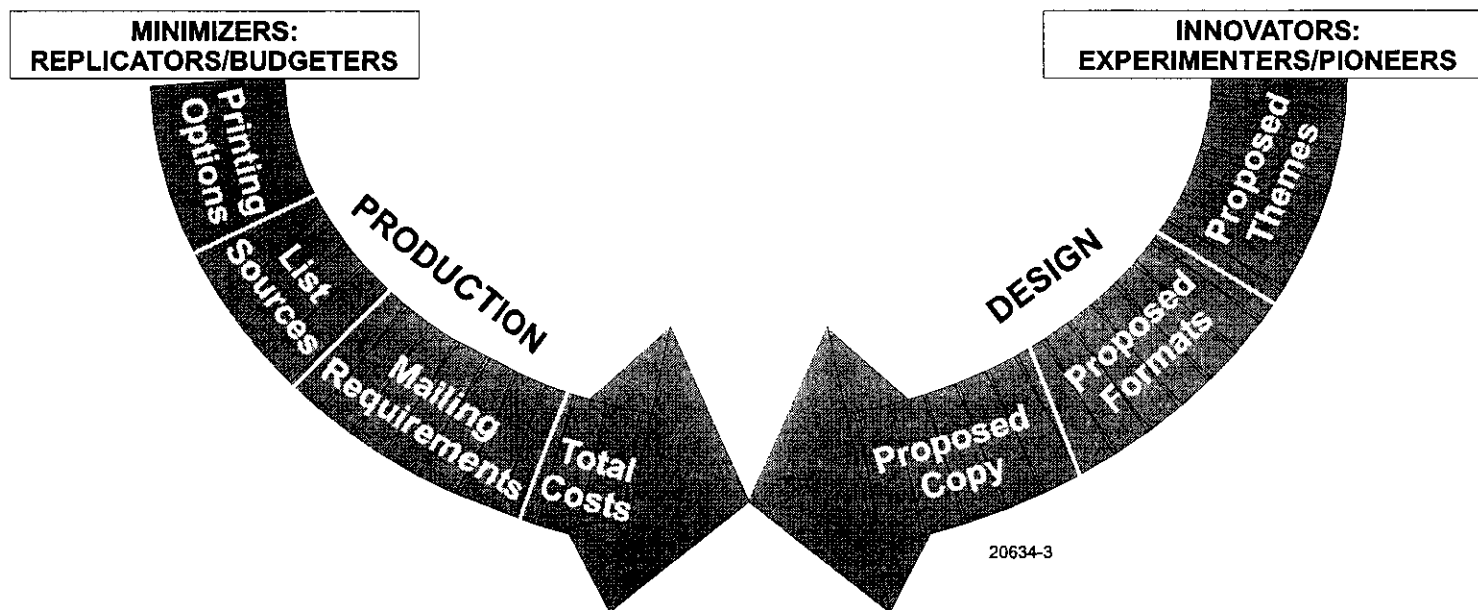 MINIMIZERS:
REPLICATORS/BUDGETERS
INNOVATORS:
EXPERIMENTERS/PIONEERS
Printing
Options
List
Sources
Mailing
Requirements
Total
Costs
PRODUCTION
DESIGN
Proposed
Themes
Proposed
Formats
Proposed
Copy
20634-3